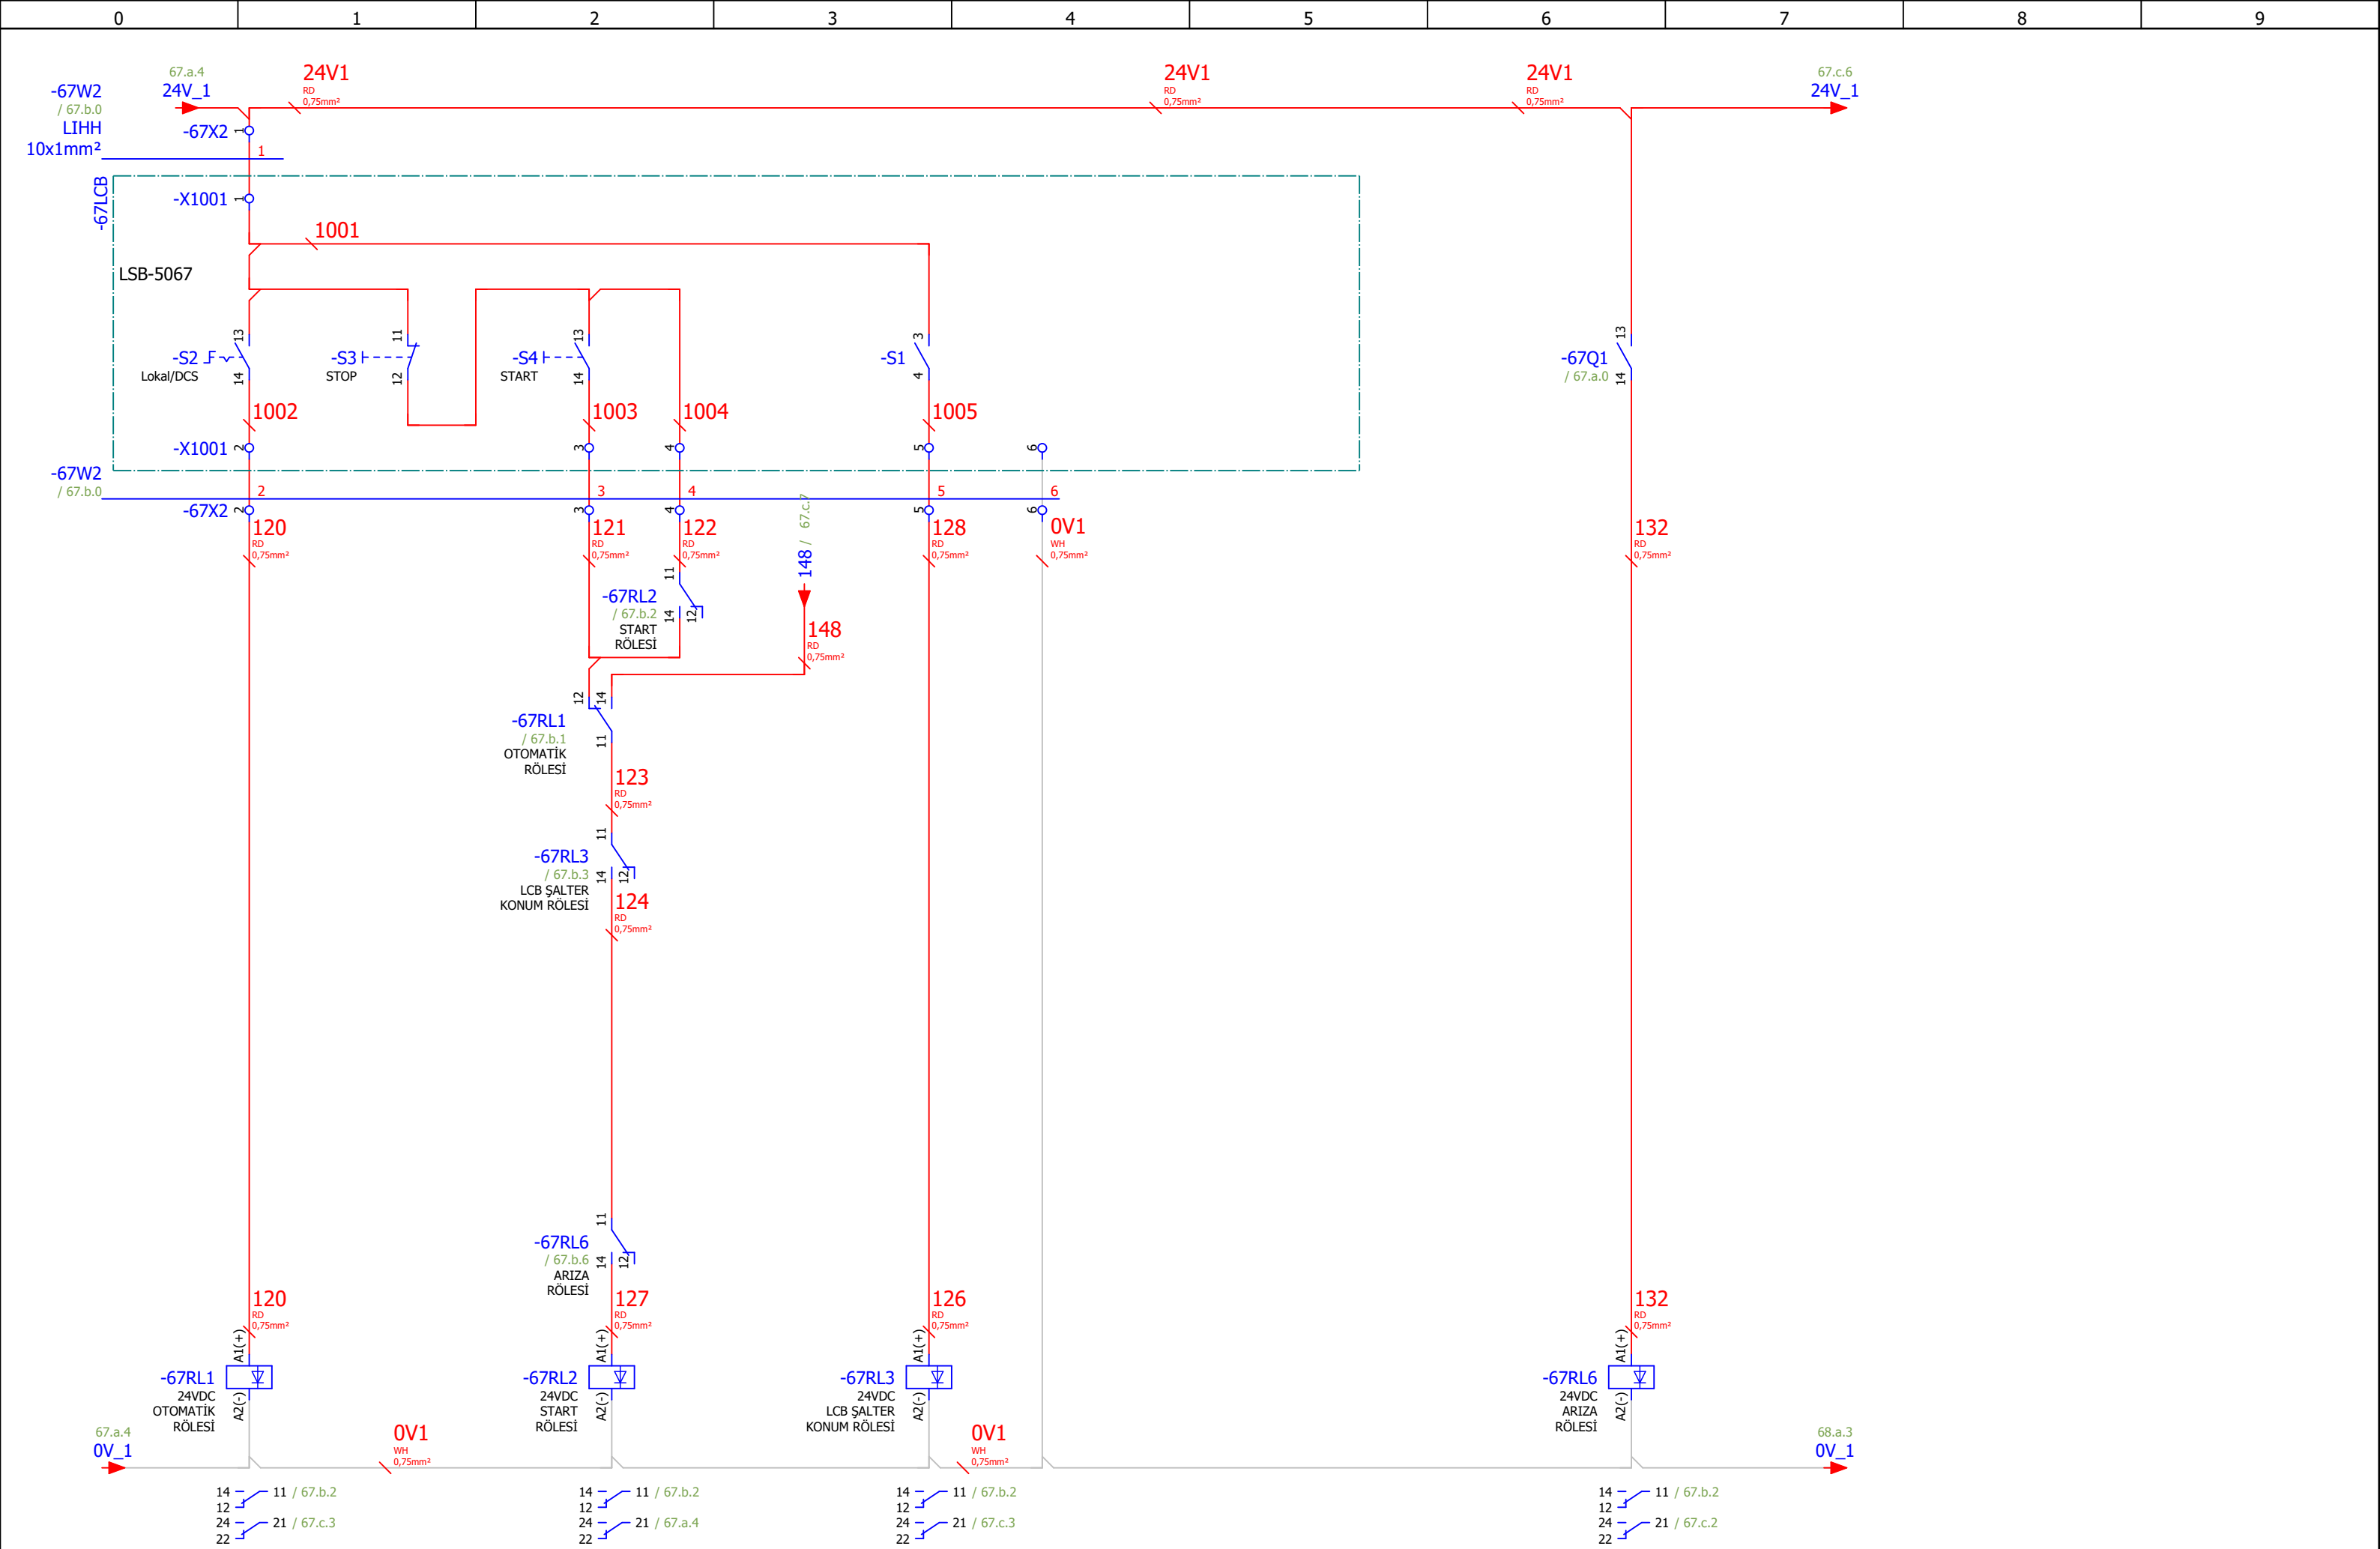 0 1 2 3 4 5 6 7 8 9
67.a.4
24V_1
24V1
RD
0,75mm²
24V1
RD
0,75mm²
24V1
RD
0,75mm²
67.c.6
24V_1
-67W2
/ 67.b.0
LIHH
10x1mm²
-67X2 1
1
-67LCB
-X1001 1
1001
LSB-5067
-S2
Lokal/DCS
13
14
-S3
STOP
11
12
-S4
START
13
14
-S1
3
4
-67Q1
/ 67.a.0
13
14
1002
1003
1004
1005
-X1001 2 3 4 5 6
-67W2
/ 67.b.0
2 3 4 5 6
-67X2 2 3 4 5 6
120
RD
0,75mm²
121
RD
0,75mm²
122
RD
0,75mm²
148 / 67.c.7
128
RD
0,75mm²
0V1
WH
0,75mm²
132
RD
0,75mm²
-67RL2
/ 67.b.2
START
RÖLESİ
11
14
12
148
RD
0,75mm²
12
14
-67RL1
/ 67.b.1
OTOMATİK
RÖLESİ
11
123
RD
0,75mm²
11
-67RL3
/ 67.b.3
LCB ŞALTER
KONUM RÖLESİ
14
12
124
RD
0,75mm²
11
-67RL6
/ 67.b.6
ARIZA
RÖLESİ
14
12
120
RD
0,75mm²
127
RD
0,75mm²
126
RD
0,75mm²
132
RD
0,75mm²
A1(+)
-67RL1
24VDC
OTOMATİK
RÖLESİ
A2(-)
A1(+)
-67RL2
24VDC
START
RÖLESİ
A2(-)
A1(+)
-67RL3
24VDC
LCB ŞALTER
KONUM RÖLESİ
A2(-)
A1(+)
-67RL6
24VDC
ARIZA
RÖLESİ
A2(-)
67.a.4
0V_1
0V1
WH
0,75mm²
0V1
WH
0,75mm²
68.a.3
0V_1
14 11 / 67.b.2
12
24 21 / 67.c.3
22
14 11 / 67.b.2
12
24 21 / 67.a.4
22
14 11 / 67.b.2
12
24 21 / 67.c.3
22
14 11 / 67.b.2
12
24 21 / 67.c.2
22